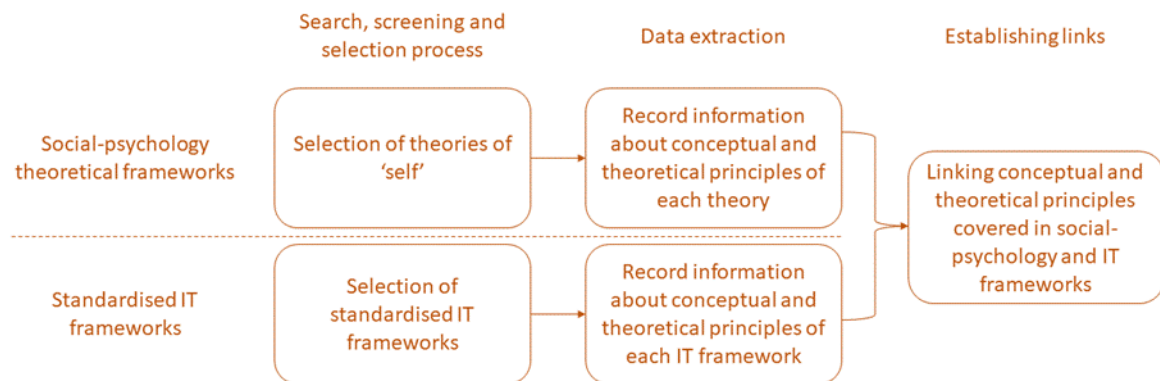 Search, screening and
selection process
Data extraction
Establishing links
Social-psychology
theoretical frameworks
Selection of theories of
‘self’
Record information
about conceptual and
theoretical principles of
each theory
Linking conceptual and
theoretical principles
covered in social-
psychology and IT
frameworks
Standardised IT
frameworks
Selection of
standardised IT
frameworks
Record information
about conceptual and
theoretical principles of
each IT framework